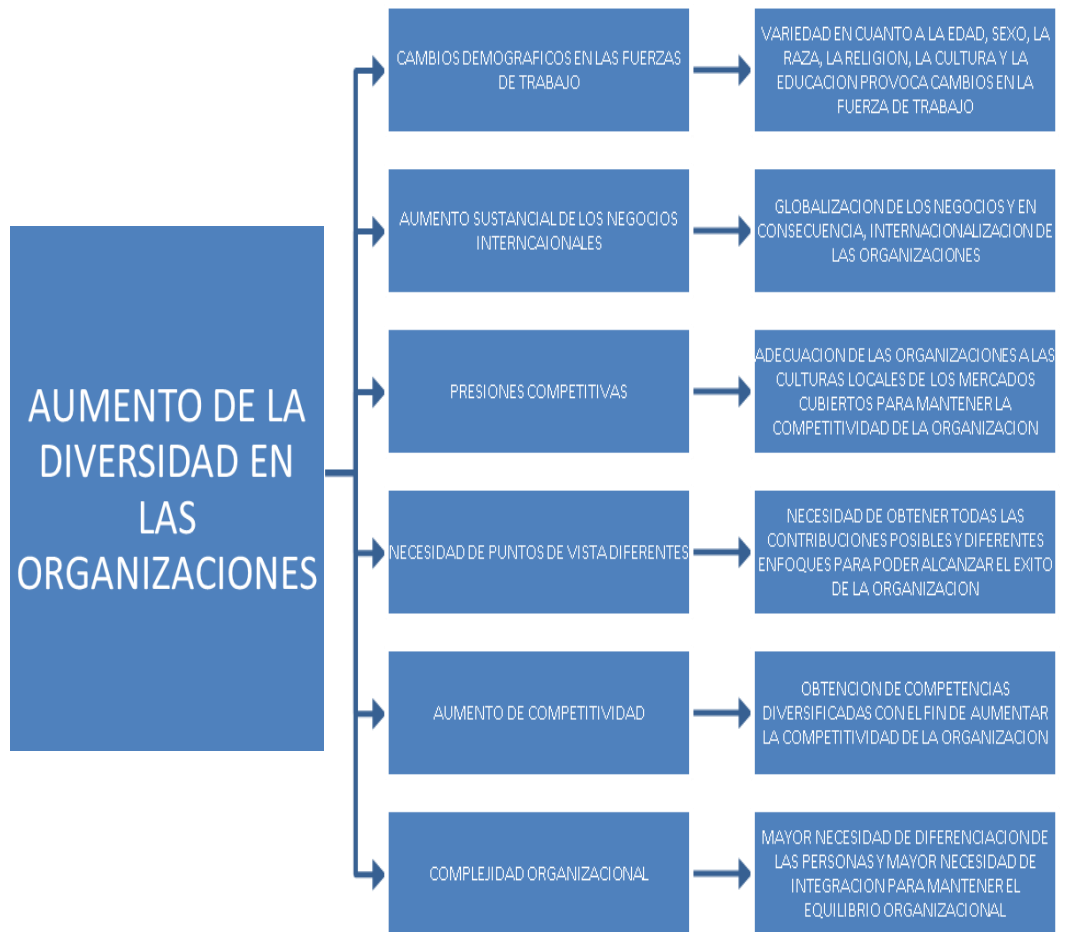 AUMENTO DE LA
DIVERSIDAD EN
LAS
ORGANIZACIONES
CAMBIOS DEMOGRAFICOS EN LAS FUERZAS
DE TRABAJO
VARIEDAD EN CUANTO A LA EDAD, SEXO, LA
RAZA, LA RELIGION, LA CULTURA Y LA
EDUCACION PROVOCA CAMBIOS EN LA
FUERZA DE TRABAJO
AUMENTO SUSTANCIAL DE LOS NEGOCIOS
INTERNCAIONALES
GLOBALIZACION DE LOS NEGOCIOS Y EN
CONSECUENCIA, INTERNACIONALIZACION DE
LAS ORGANIZACIONES
PRESIONES COMPETITIVAS
ADECUACION DE LAS ORGANIZACIONES A LAS
CULTURAS LOCALES DE LOS MERCADOS
CUBIERTOS PARA MANTENER LA
COMPETITIVIDAD DE LA ORGANIZACION
NECESIDAD DE PUNTOS DE VISTA DIFERENTES
NECESIDAD DE OBTENER TODAS LAS
CONTRIBUCIONES POSIBLES Y DIFERENTES
ENFOQUES PARA PODER ALCANZAR EL EXITO
DE LA ORGANIZACION
AUMENTO DE COMPETITIVIDAD
OBTENCION DE COMPETENCIAS
DIVERSIFICADAS CON EL FIN DE AUMENTAR
LA COMPETITIVIDAD DE LA ORGANIZACION
COMPLEJIDAD ORGANIZACIONAL
MAYOR NECESIDAD DE DIFERENCIACION DE
LAS PERSONAS Y MAYOR NECESIDAD DE
INTEGRACION PARA MANTENER EL
EQUILIBRIO ORGANIZACIONAL